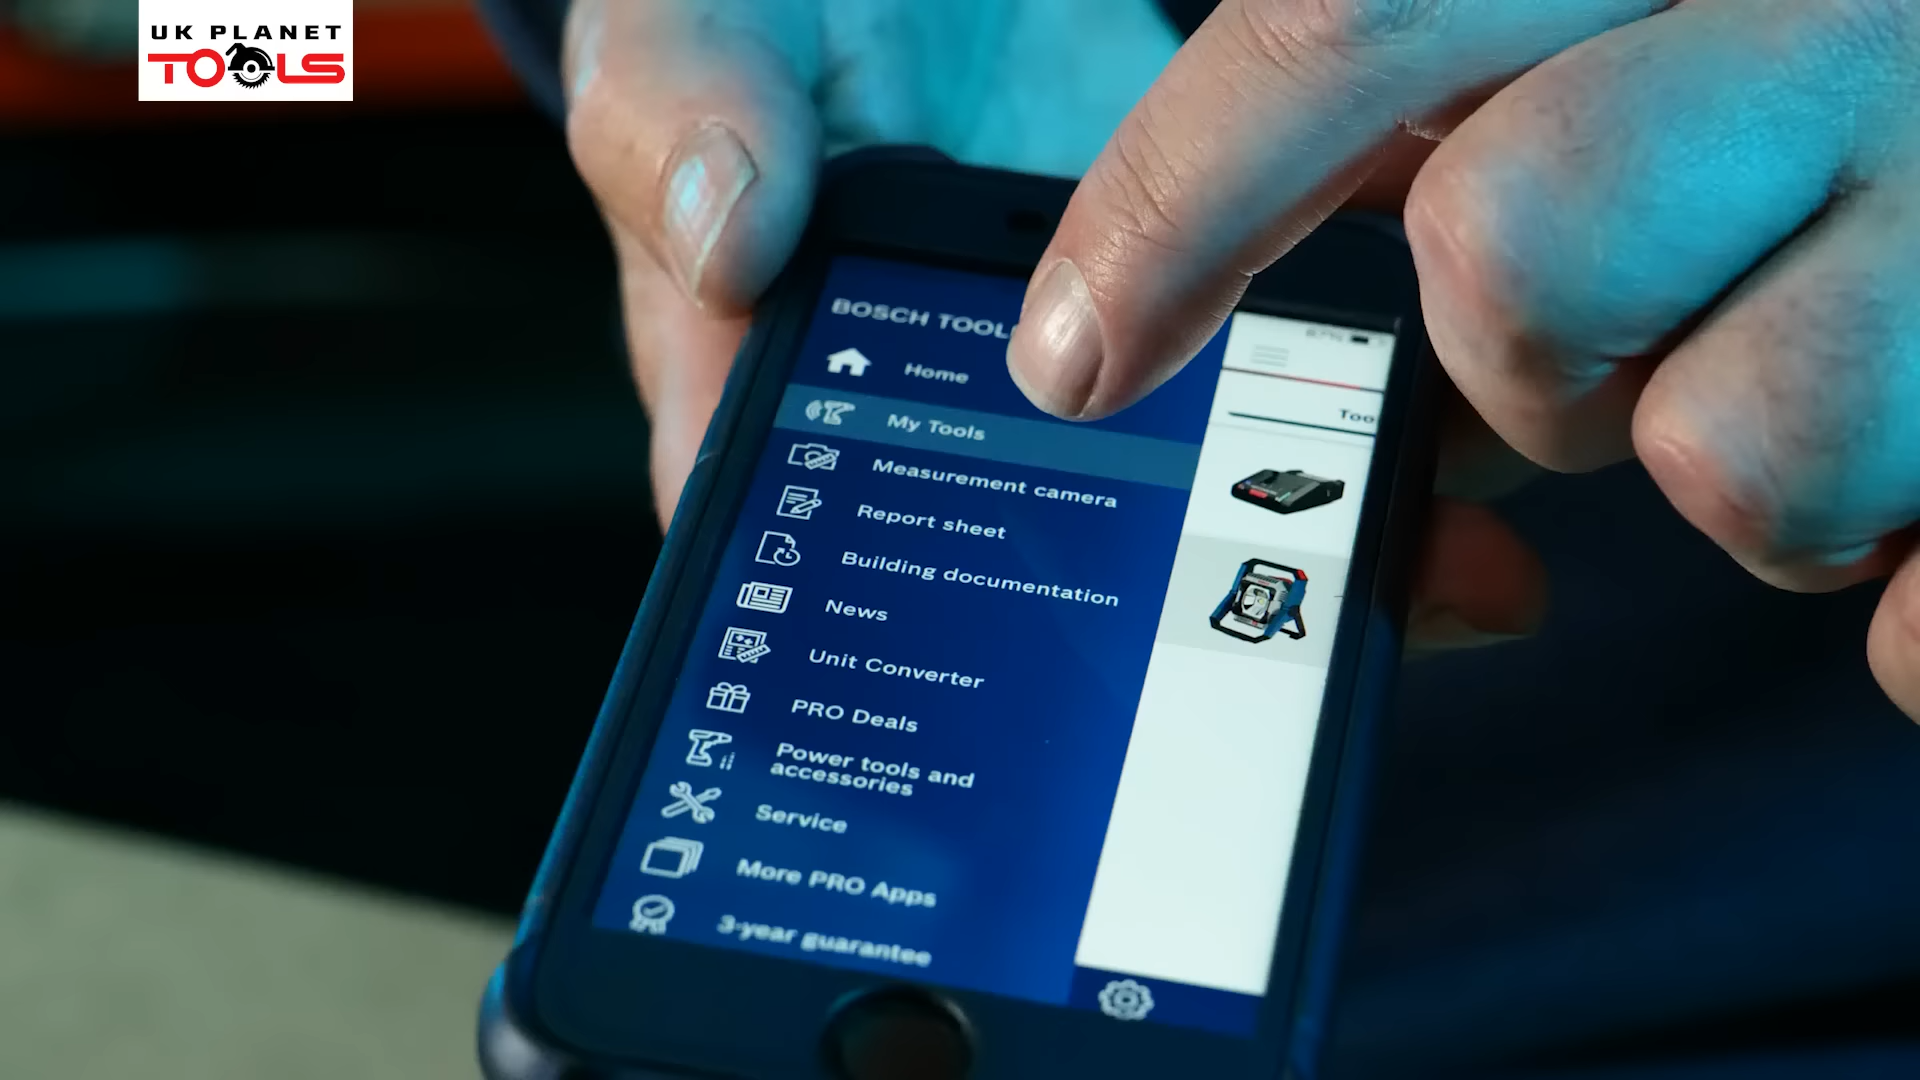 UK PLANET
TOOLS
BOSCH TOOL
Home
My Tools
Measurement camera
Report sheet
Building documentation
News
Unit Converter
PRO Deals
Power tools and
accessories
Service
More PRO Apps
3-year guarantee
Too